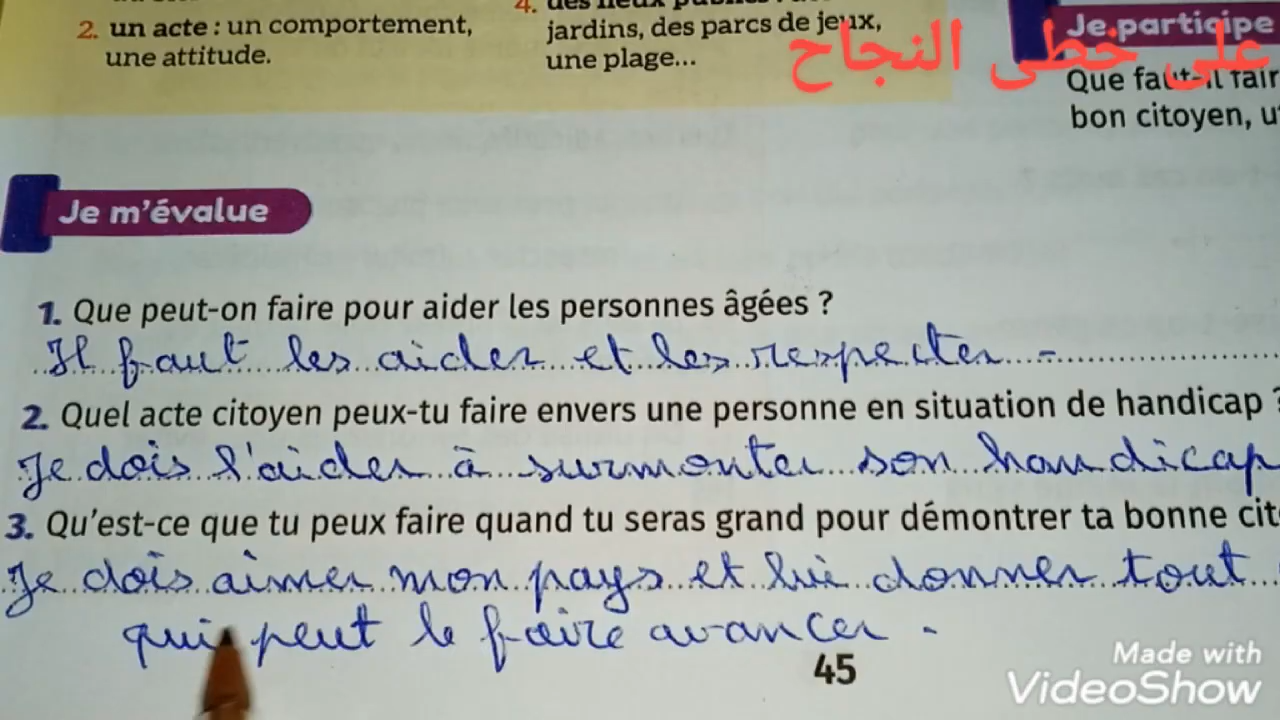 2. un acte : un comportement,
une attitude.
4. des lieux publics :
jardins, des parcs de jeux,
une plage...
Je participe
على خطى النجاح
Que faut-il fair
bon citoyen, u
Je m'évalue
1. Que peut-on faire pour aider les personnes âgées ?
Il faut les aider et les respecter.
2. Quel acte citoyen peux-tu faire envers une personne en situation de handicap ?
Je dois l'aider à surmonter son handicap
3. Qu'est-ce que tu peux faire quand tu seras grand pour démontrer ta bonne cit
Je dois aimer mon pays et lui donner tout
qui peut le faire avancer.
45
Made with
VideoShow